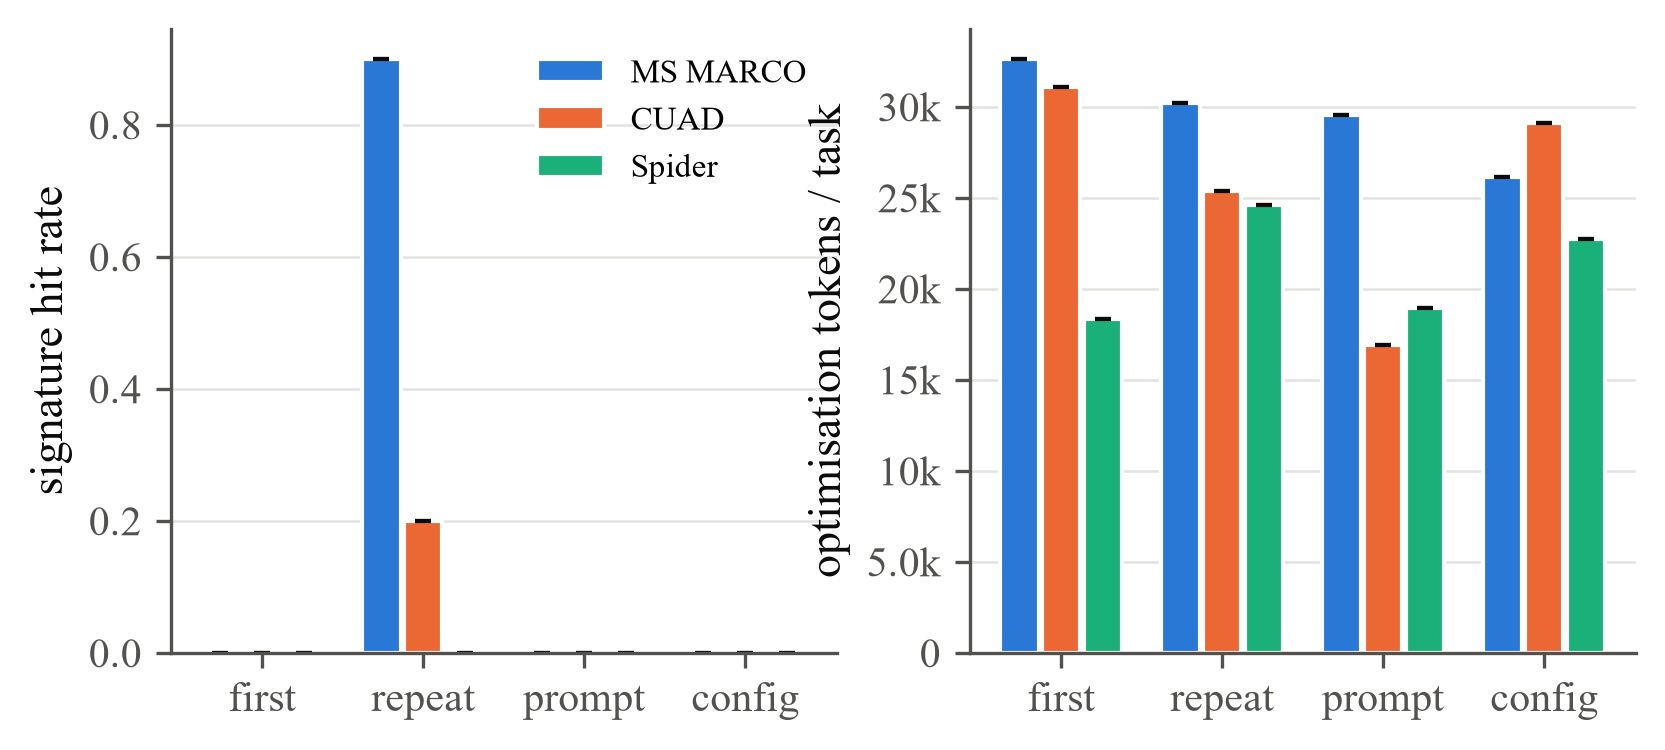 signature hit rate
0.8
0.6
0.4
0.2
0.0
first repeat prompt config
MS MARCO
CUAD
Spider
optimisation tokens / task
30k
25k
20k
15k
10k
5.0k
0
first repeat prompt config